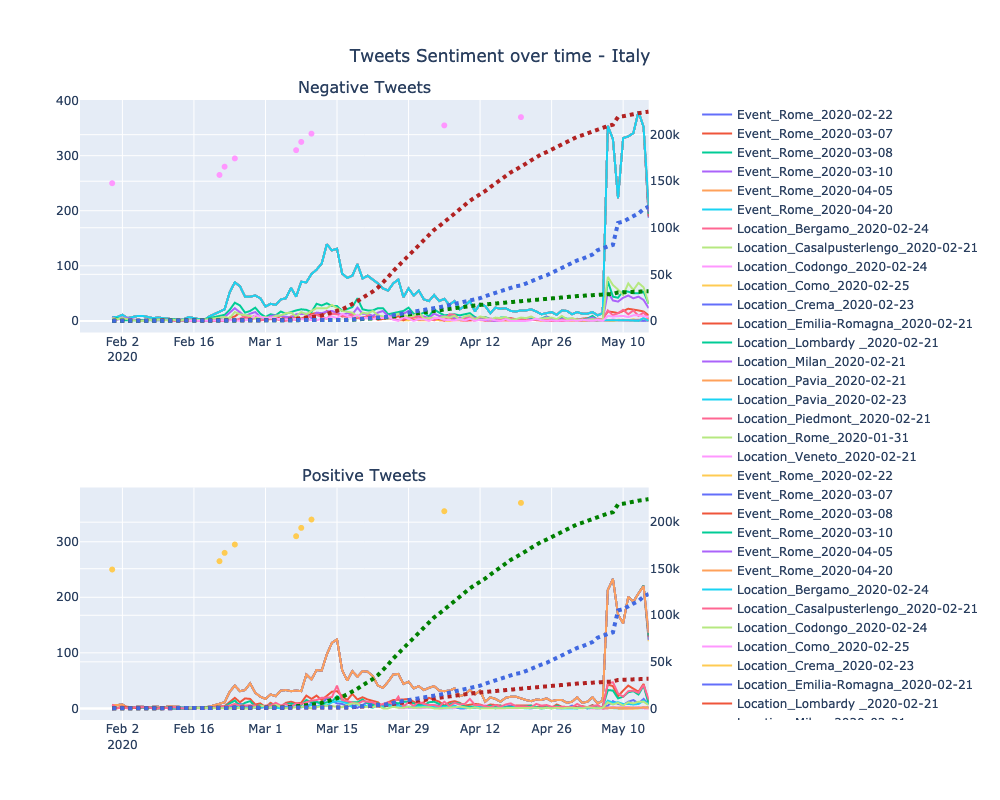 Tweets Sentiment over time - Italy
Negative Tweets
400
300
200
100
0
200k
150k
100k
50k
0
Feb 2
2020
Feb 16
Mar 1
Mar 15
Mar 29
Apr 12
Apr 26
May 10
Positive Tweets
300
200
100
0
200k
150k
100k
50k
0
Feb 2
2020
Feb 16
Mar 1
Mar 15
Mar 29
Apr 12
Apr 26
May 10
Event_Rome_2020-02-22
Event_Rome_2020-03-07
Event_Rome_2020-03-08
Event_Rome_2020-03-10
Event_Rome_2020-04-05
Event_Rome_2020-04-20
Location_Bergamo_2020-02-24
Location_Casalpusterlengo_2020-02-21
Location_Codongo_2020-02-24
Location_Como_2020-02-25
Location_Crema_2020-02-23
Location_Emilia-Romagna_2020-02-21
Location_Lombardy _2020-02-21
Location_Milan_2020-02-21
Location_Pavia_2020-02-21
Location_Pavia_2020-02-23
Location_Piedmont_2020-02-21
Location_Rome_2020-01-31
Location_Veneto_2020-02-21
Event_Rome_2020-02-22
Event_Rome_2020-03-07
Event_Rome_2020-03-08
Event_Rome_2020-03-10
Event_Rome_2020-04-05
Event_Rome_2020-04-20
Location_Bergamo_2020-02-24
Location_Casalpusterlengo_2020-02-21
Location_Codongo_2020-02-24
Location_Como_2020-02-25
Location_Crema_2020-02-23
Location_Emilia-Romagna_2020-02-21
Location_Lombardy _2020-02-21